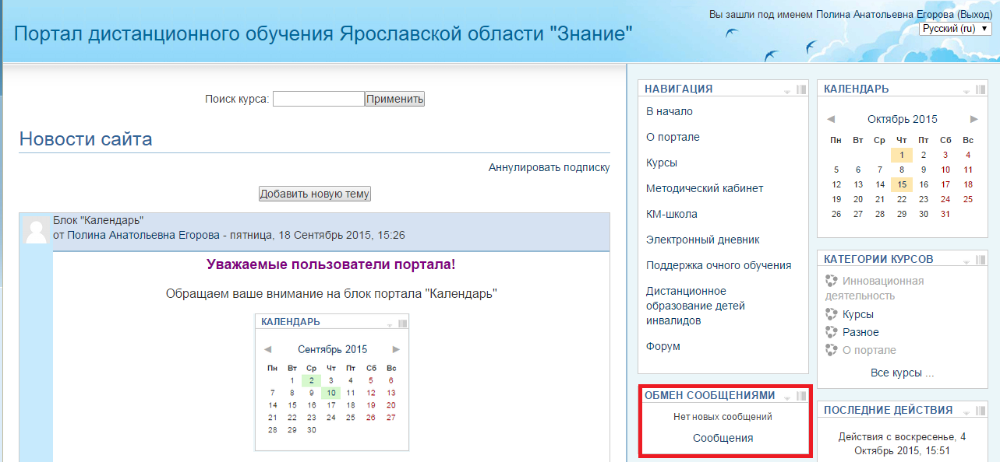 Вы зашли под именем Полина Анатольевна Егорова (Выход)
Портал дистанционного обучения Ярославской области "Знание"
Русский (ru)
Поиск курса: Применить
Новости сайта
Аннулировать подписку
Добавить новую тему
Блок "Календарь"
от Полина Анатольевна Егорова - пятница, 18 Сентябрь 2015, 15:26
Уважаемые пользователи портала!
Обращаем ваше внимание на блок портала "Календарь"
КАЛЕНДАРЬ
Сентябрь 2015
Пн Вт Ср Чт Пт Сб Вс
1 2 3 4 5 6
7 8 9 10 11 12 13
14 15 16 17 18 19 20
21 22 23 24 25 26 27
28 29 30
НАВИГАЦИЯ
В начало
О портале
Курсы
Методический кабинет
КМ-школа
Электронный дневник
Поддержка очного обучения
Дистанционное
образование детей
инвалидов
Форум
ОБМЕН СООБЩЕНИЯМИ
Нет новых сообщений
Сообщения
КАЛЕНДАРЬ
Октябрь 2015
Пн Вт Ср Чт Пт Сб Вс
1 2 3 4
5 6 7 8 9 10 11
12 13 14 15 16 17 18
19 20 21 22 23 24 25
26 27 28 29 30 31
КАТЕГОРИИ КУРСОВ
Инновационная
деятельность
Курсы
Разное
О портале
Все курсы ...
ПОСЛЕДНИЕ ДЕЙСТВИЯ
Действия с воскресенье, 4
Октябрь 2015, 15:51